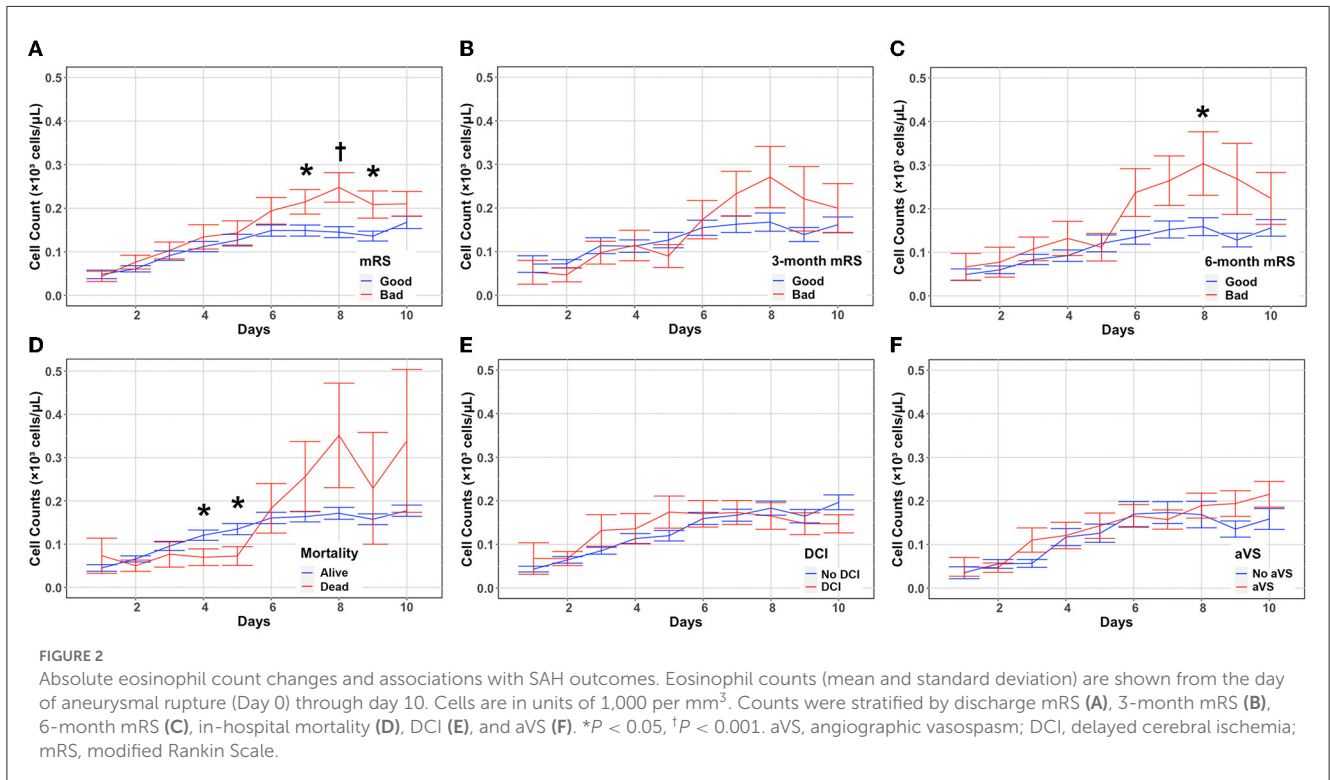 A
Cell Count (×10³ cells/µL)
0.5
0.4
0.3
0.2
0.1
0.0
*
†
*
mRS
Good
Bad
2 4 6 8 10
Days
B
Cell Count (×10³ cells/µL)
0.5
0.4
0.3
0.2
0.1
0.0
3-month mRS
Good
Bad
2 4 6 8 10
Days
C
Cell Counts (×10³ cells/µL)
0.5
0.4
0.3
0.2
0.1
0.0
*
6-month mRS
Good
Bad
2 4 6 8 10
Days
D
Cell Counts (×10³ cells/µL)
0.5
0.4
0.3
0.2
0.1
0.0
*
*
Mortality
Alive
Dead
2 4 6 8 10
Days
E
Cell Counts (×10³ cells/µL)
0.5
0.4
0.3
0.2
0.1
0.0
DCI
No DCI
DCI
2 4 6 8 10
Days
F
Cell Counts (×10³ cells/µL)
0.5
0.4
0.3
0.2
0.1
0.0
aVS
No aVS
aVS
2 4 6 8 10
Days
FIGURE 2
Absolute eosinophil count changes and associations with SAH outcomes. Eosinophil counts (mean and standard deviation) are shown from the day
of aneurysmal rupture (Day 0) through day 10. Cells are in units of 1,000 per mm³. Counts were stratified by discharge mRS (A), 3-month mRS (B),
6-month mRS (C), in-hospital mortality (D), DCI (E), and aVS (F). *P < 0.05, †P < 0.001. aVS, angiographic vasospasm; DCI, delayed cerebral ischemia;
mRS, modified Rankin Scale.